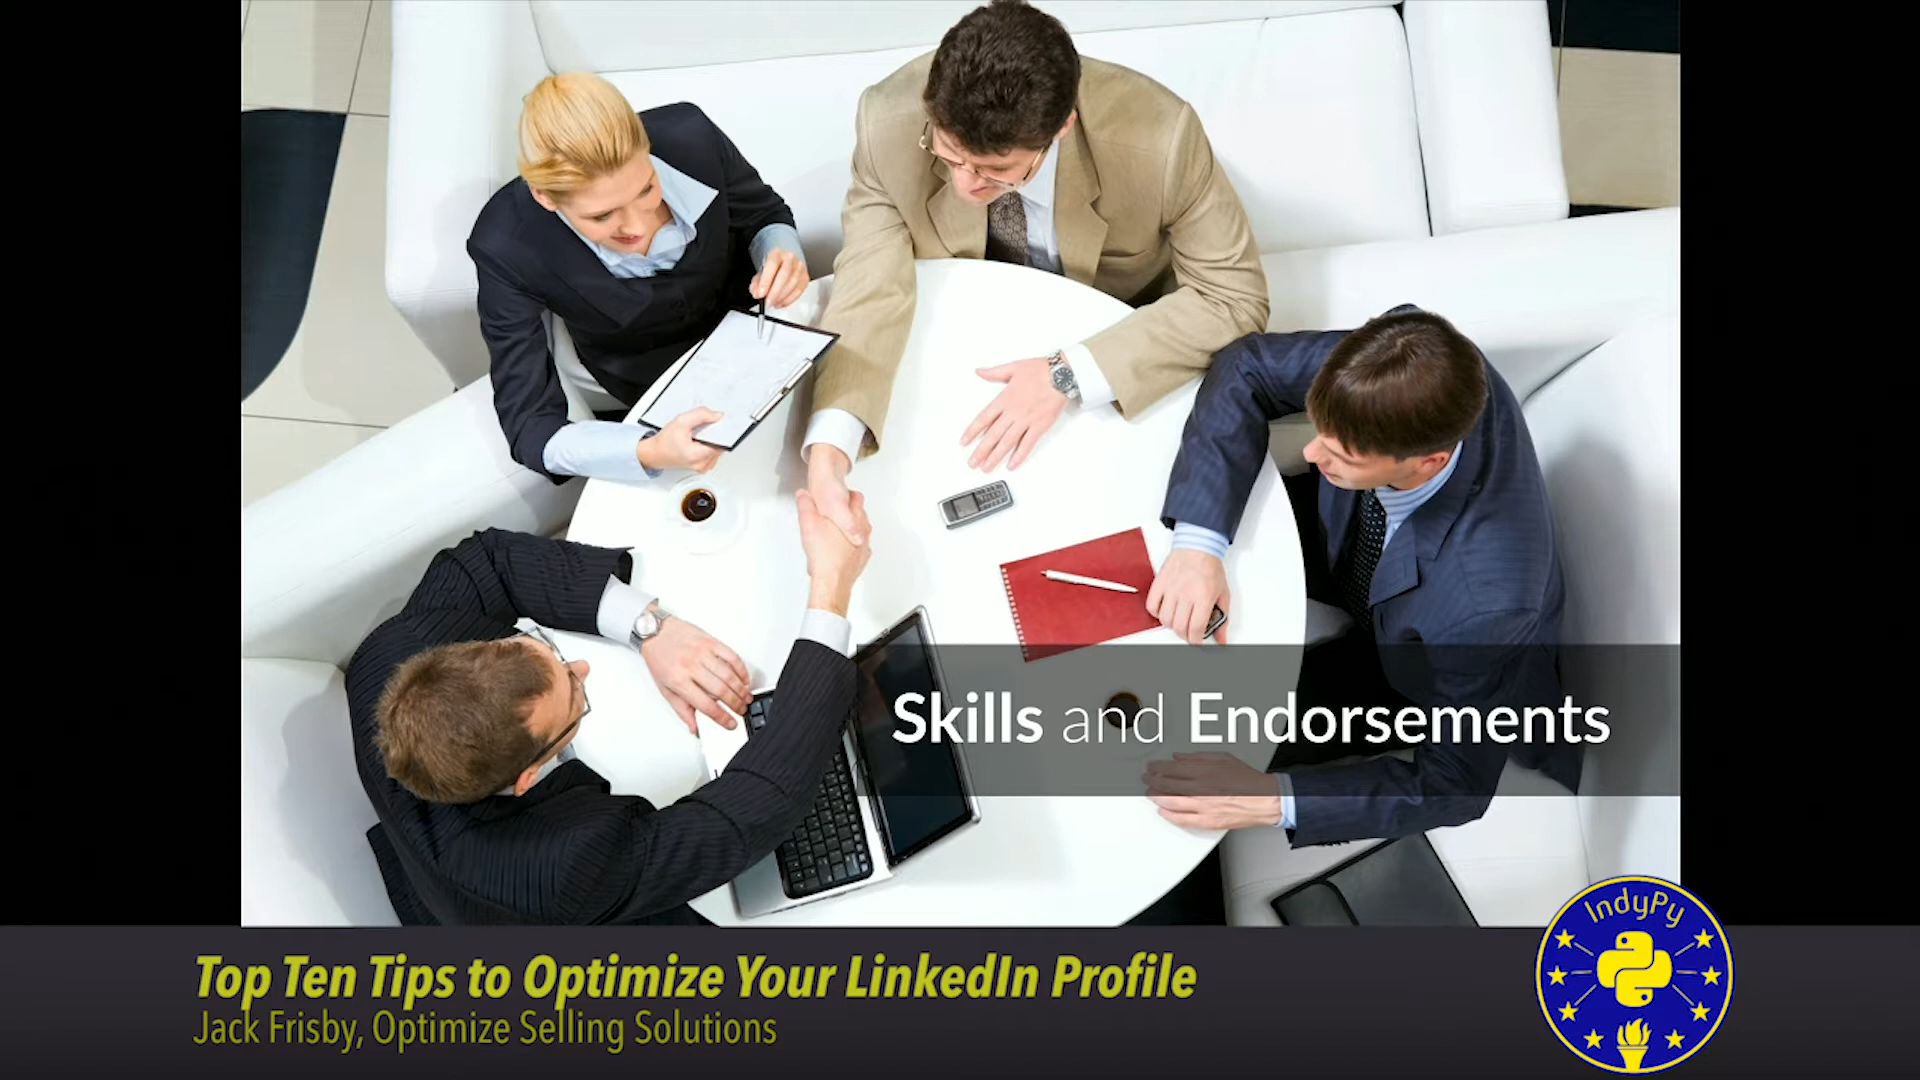 Skills and Endorsements
Top Ten Tips to Optimize Your LinkedIn Profile
Jack Frisby, Optimize Selling Solutions
IndyPy